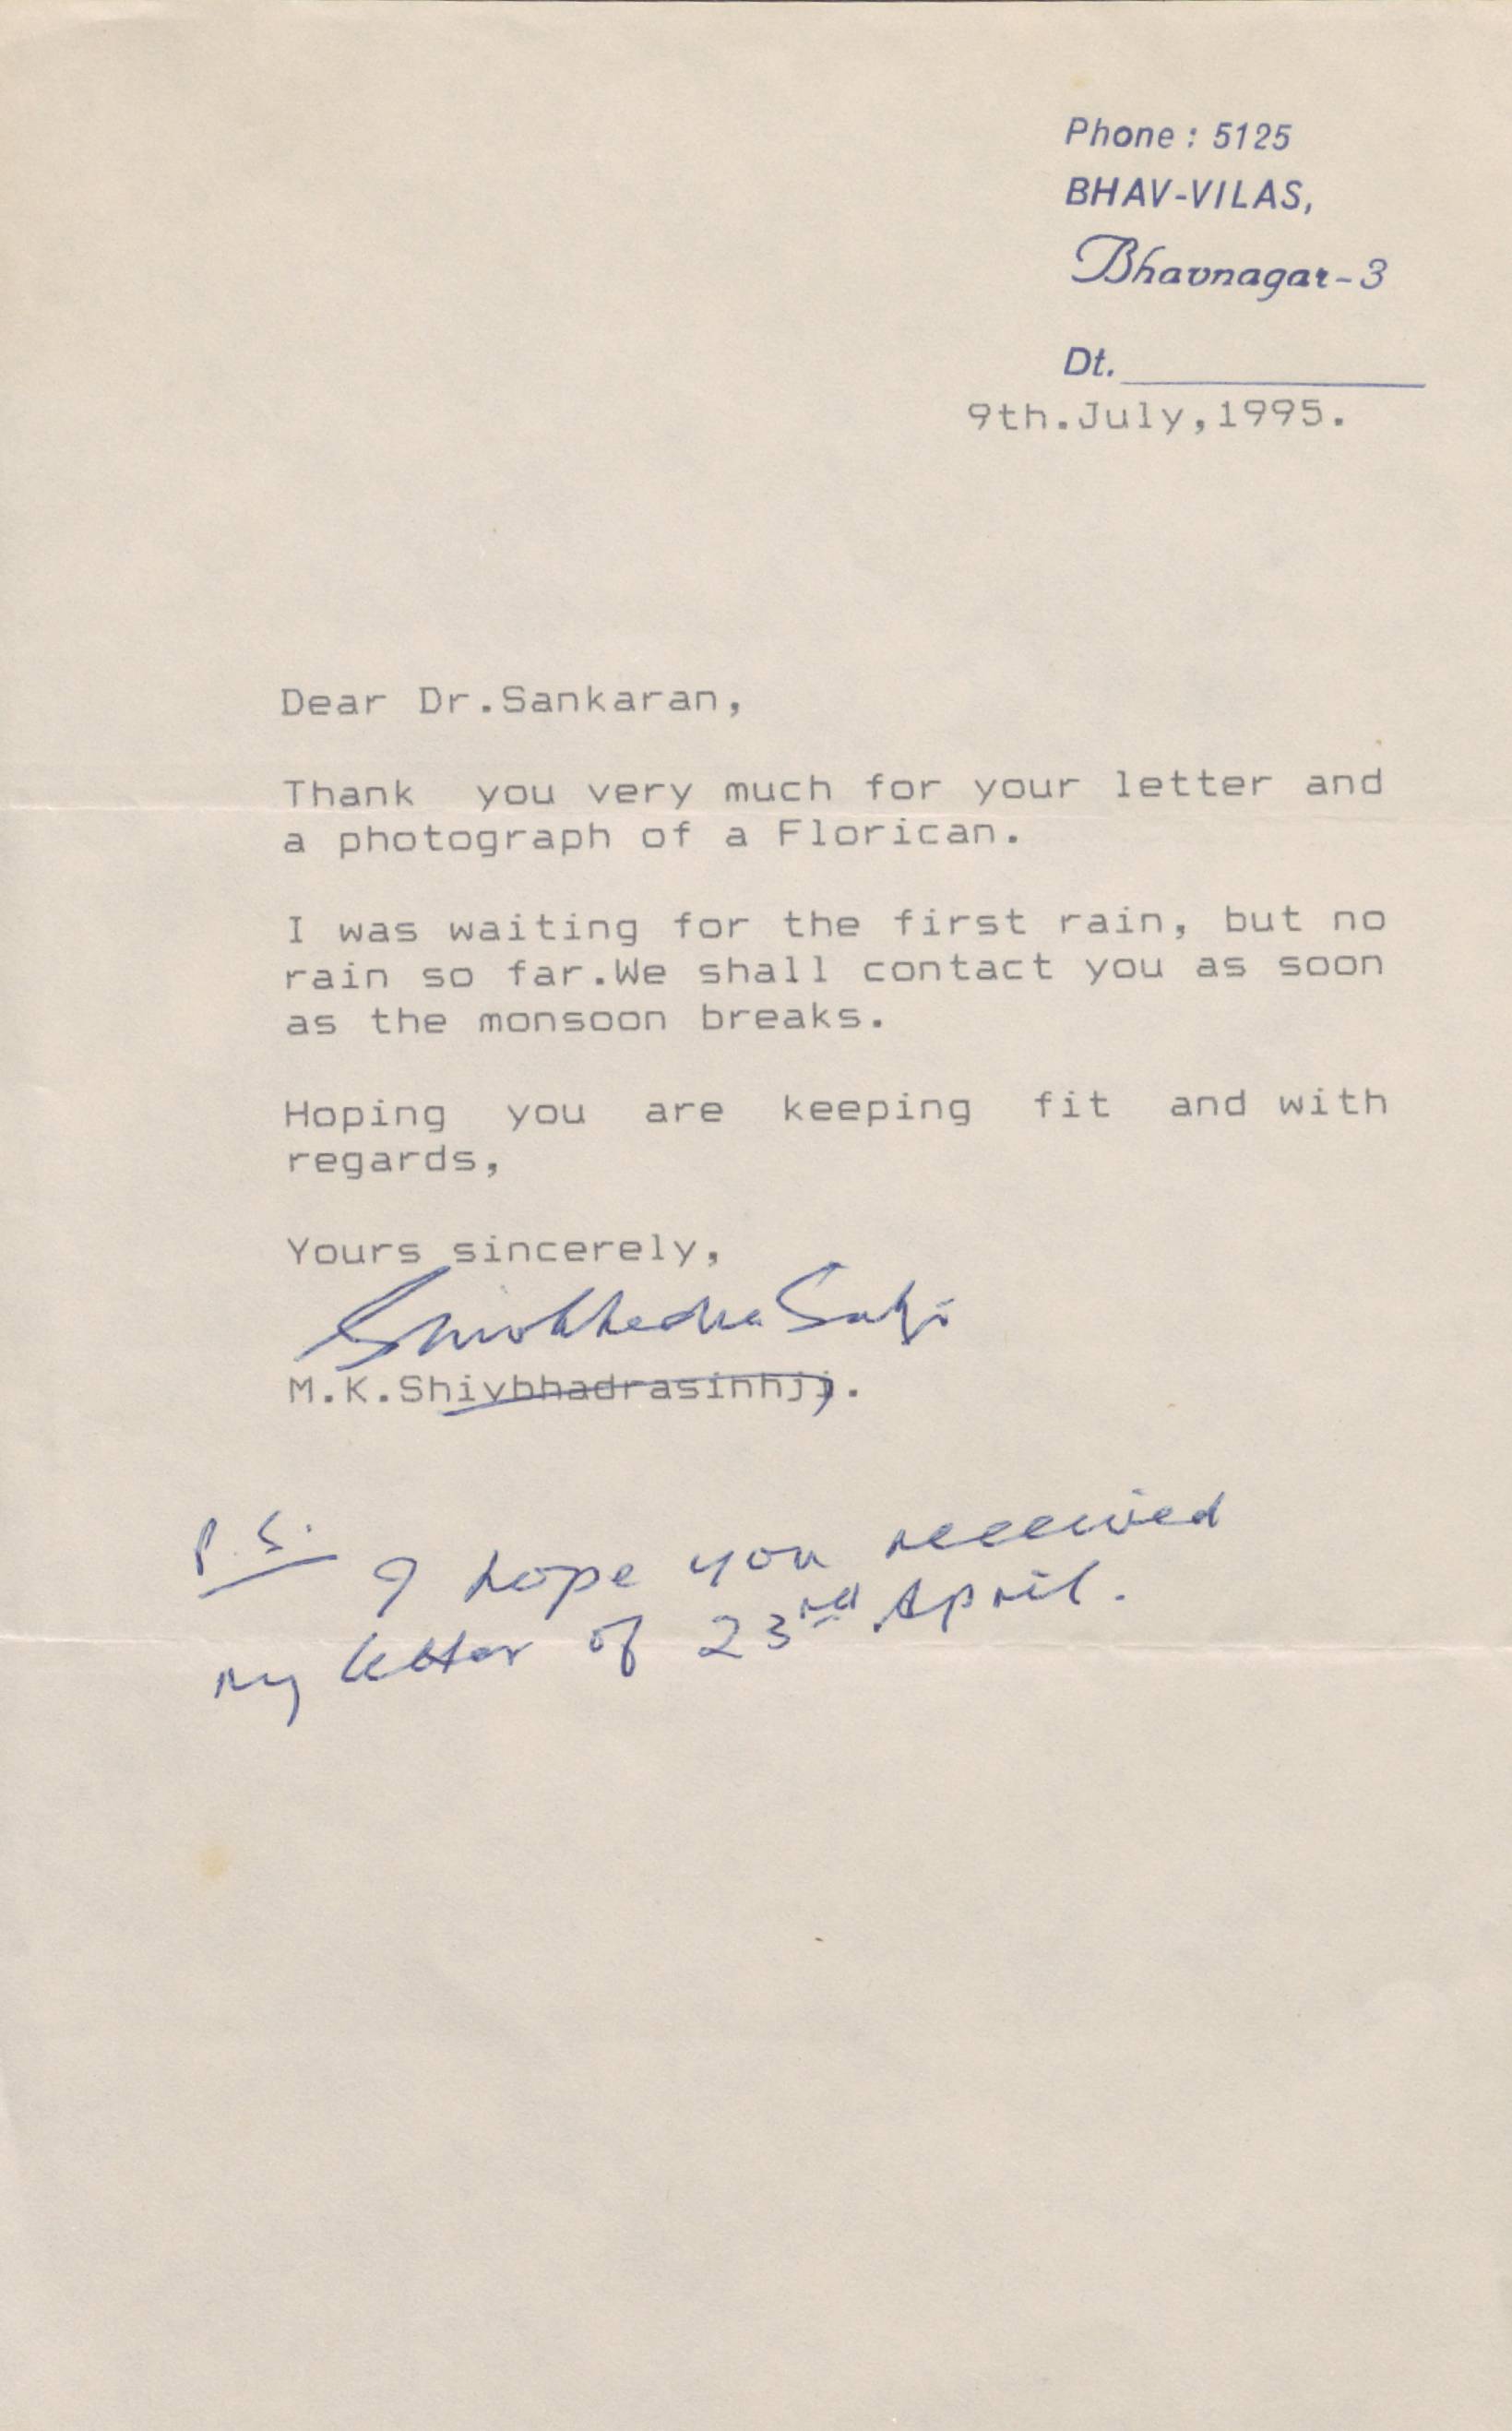 Phone : 5125
BHAV-VILAS,
Bhavnagar-3
Dt.
9th.July,1995.
Dear Dr.Sankaran,
Thank you very much for your letter and
a photograph of a Florican.
I was waiting for the first rain, but no
rain so far.We shall contact you as soon
as the monsoon breaks.
Hoping you are keeping fit and with
regards,
Yours sincerely,
M.K.Shivbhadrasinhji.
P.S. I hope you received
my letter of 23rd April.